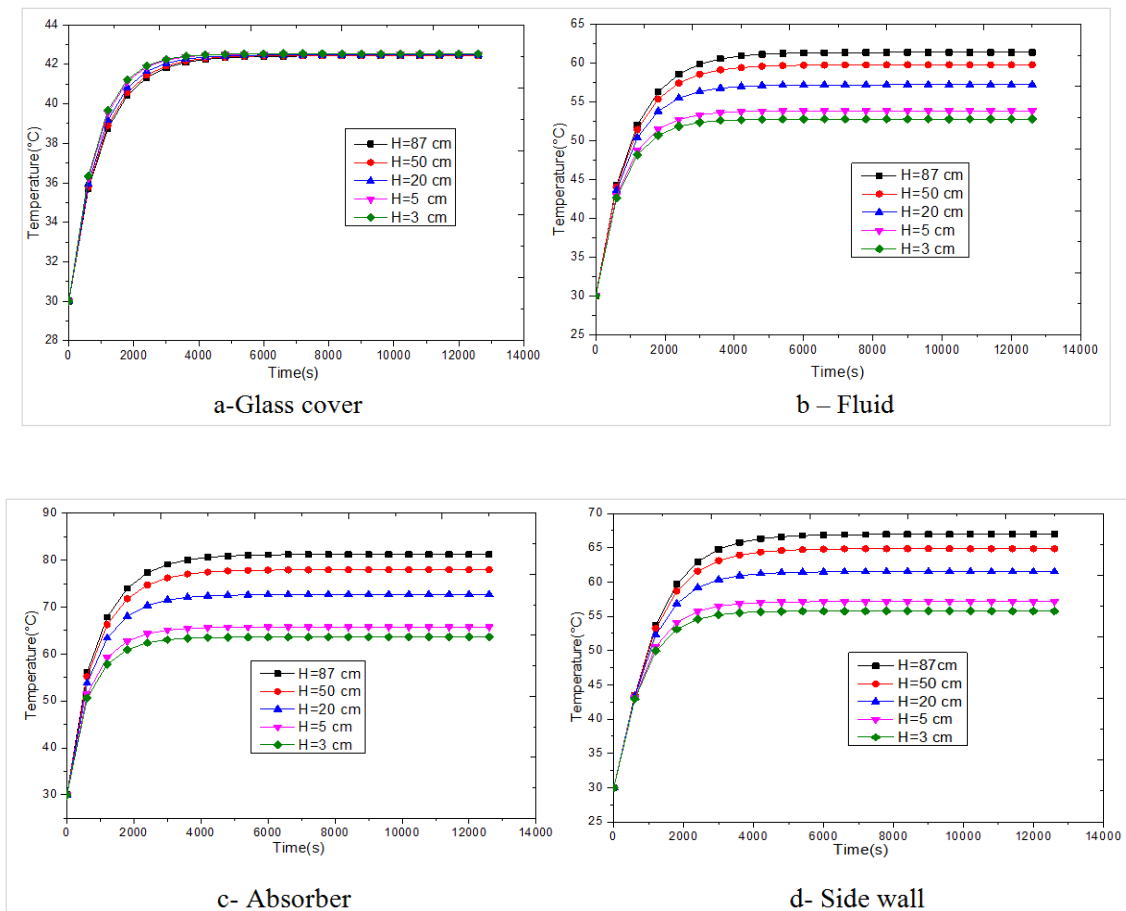 44
42
40
38
36
34
32
30
28
Temperature(°C)
H=87 cm
H=50 cm
H=20 cm
H=5 cm
H=3 cm
0 2000 4000 6000 8000 10000 12000 14000
Time(s)
a-Glass cover
65
60
55
50
45
40
35
30
25
Temperature(°C)
H=87 cm
H=50 cm
H=20 cm
H=5 cm
H=3 cm
0 2000 4000 6000 8000 10000 12000 14000
Time(s)
b – Fluid
90
80
70
60
50
40
30
Temperature(°C)
H=87 cm
H=50 cm
H=20 cm
H=5 cm
H=3 cm
0 2000 4000 6000 8000 10000 12000 14000
Time(s)
c- Absorber
70
65
60
55
50
45
40
35
30
25
Temperature(°C)
H=87cm
H=50 cm
H=20 cm
H=5 cm
H=3 cm
0 2000 4000 6000 8000 10000 12000 14000
Time(s)
d- Side wall